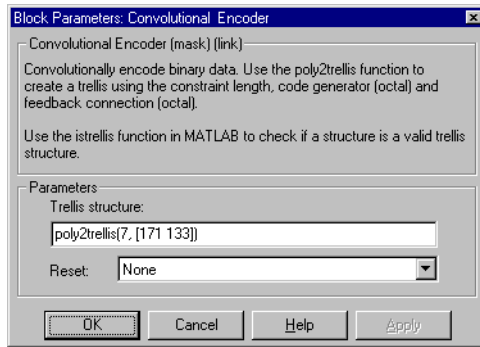 Block Parameters: Convolutional Encoder
Convolutional Encoder (mask) (link)
Convolutionally encode binary data. Use the poly2trellis function to
create a trellis using the constraint length, code generator (octal) and
feedback connection (octal).
Use the istrellis function in MATLAB to check if a structure is a valid trellis
structure.
Parameters
Trellis structure:
poly2trellis(7, [171 133])
Reset: None
OK Cancel Help Apply